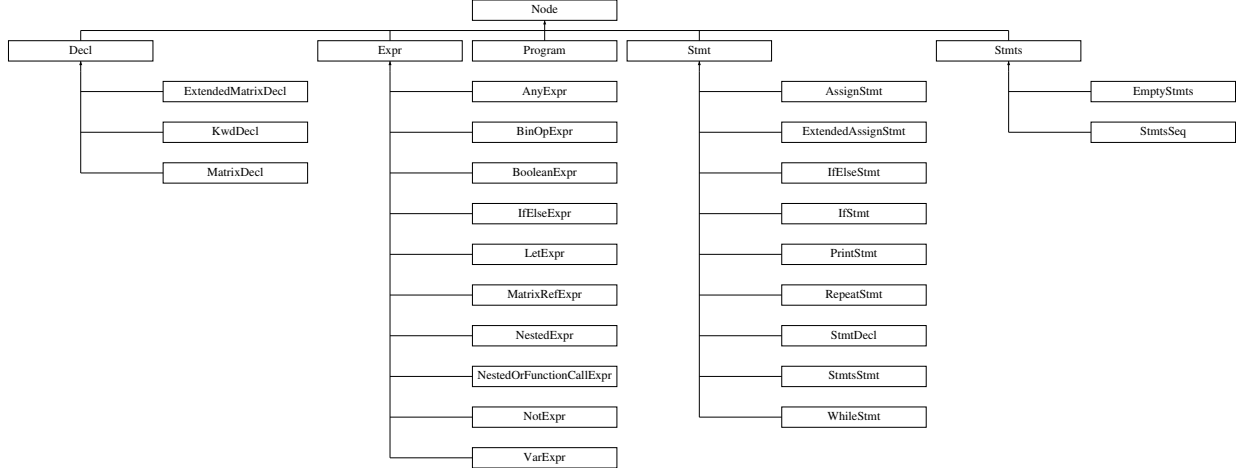 Node
Decl
Expr
Program
Stmt
Stmts
ExtendedMatrixDecl
AnyExpr
AssignStmt
EmptyStmts
KwdDecl
BinOpExpr
ExtendedAssignStmt
StmtsSeq
MatrixDecl
BooleanExpr
IfElseStmt
IfElseExpr
IfStmt
LetExpr
PrintStmt
MatrixRefExpr
RepeatStmt
NestedExpr
StmtDecl
NestedOrFunctionCallExpr
StmtsStmt
NotExpr
WhileStmt
VarExpr